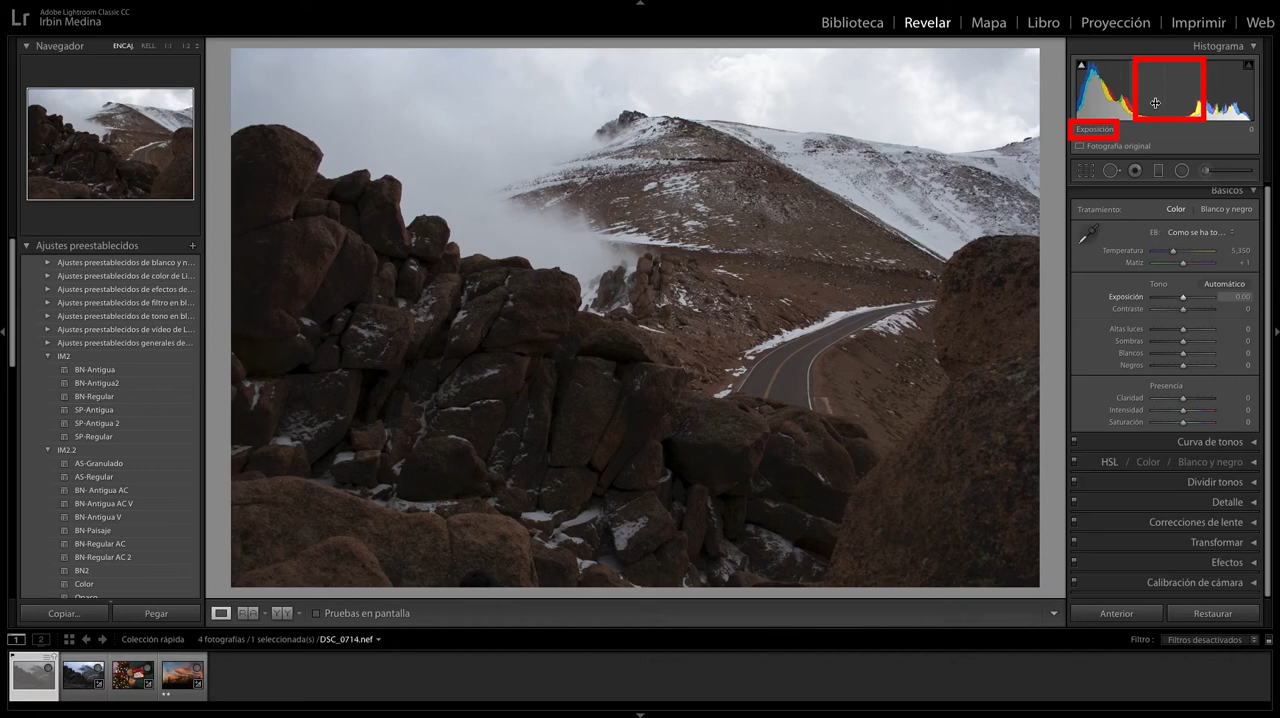 Lr
Adobe Lightroom Classic CC
Irbin Medina
Biblioteca
Revelar
Mapa
Libro
Proyección
Imprimir
Web
Navegador
ENCAJ.
RELL.
1:1
1:2
Ajustes preestablecidos
Ajustes preestablecidos de blanco y n...
Ajustes preestablecidos de color de Li...
Ajustes preestablecidos de efectos de...
Ajustes preestablecidos de filtro en bl...
Ajustes preestablecidos de tono en bl...
Ajustes preestablecidos de vídeo de L...
Ajustes preestablecidos generales de...
IM2
BN-Antigua
BN-Antigua2
BN-Regular
SP-Antigua
SP-Antigua 2
SP-Regular
IM2.2
AS-Granulado
AS-Regular
BN- Antigua AC
BN-Antigua AC V
BN-Antigua V
BN-Paisaje
BN-Regular AC
BN-Regular AC 2
BN2
Color
Opaco
Copiar...
Pegar
Histograma
Exposición 0
Fotografía original
Básicos
Tratamiento: Color Blanco y negro
EB: Como se ha to...
Temperatura 5,350
Matiz + 1
Tono Automático
Exposición 0.00
Contraste 0
Altas luces 0
Sombras 0
Blancos 0
Negros 0
Presencia
Claridad 0
Intensidad 0
Saturación 0
Curva de tonos
HSL / Color / Blanco y negro
Dividir tonos
Detalle
Correcciones de lente
Transformar
Efectos
Calibración de cámara
Anterior
Restaurar
Pruebas en pantalla
1 2 Colección rápida 4 fotografías / 1 seleccionada(s) / DSC_0714.nef
Filtro : Filtros desactivados